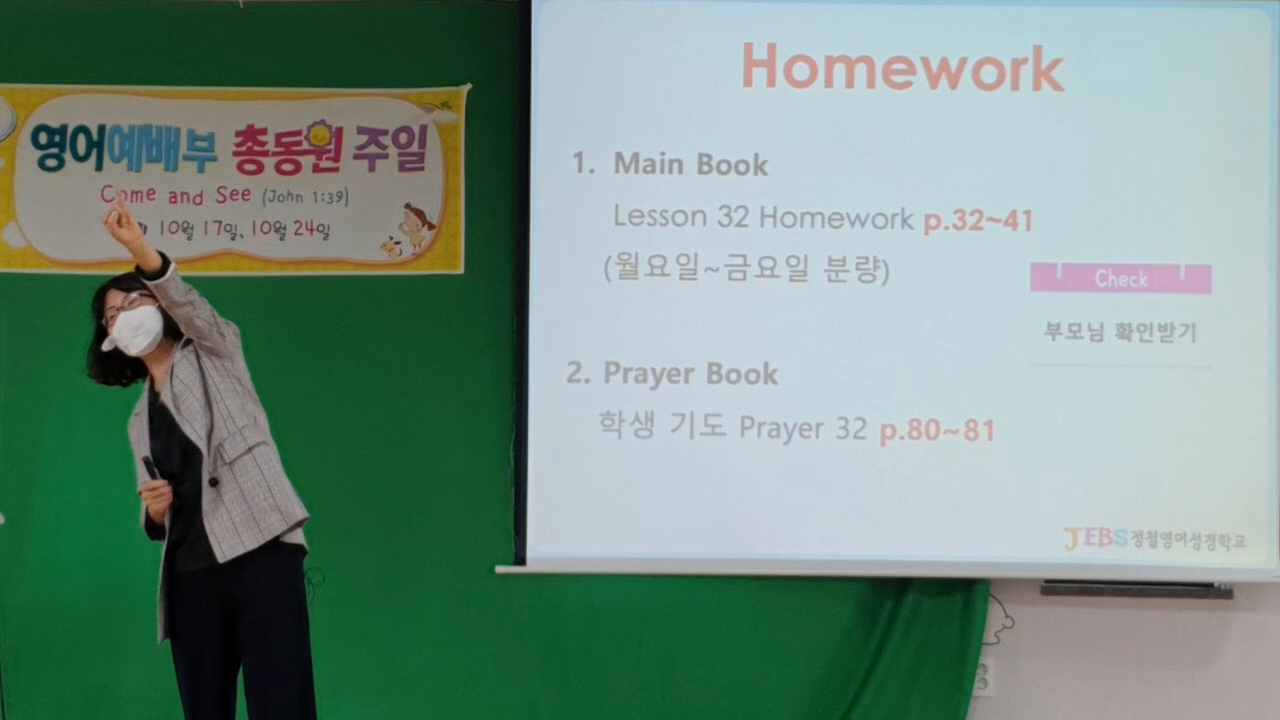 영어예배부 총동원 주일
Come and See (John 1:39)
10월 17일, 10월 24일
Homework
1. Main Book
Lesson 32 Homework p.32~41
(월요일~금요일 분량)
Check
부모님 확인받기
2. Prayer Book
학생 기도 Prayer 32 p.80~81
JEBS 정철영어성경학교